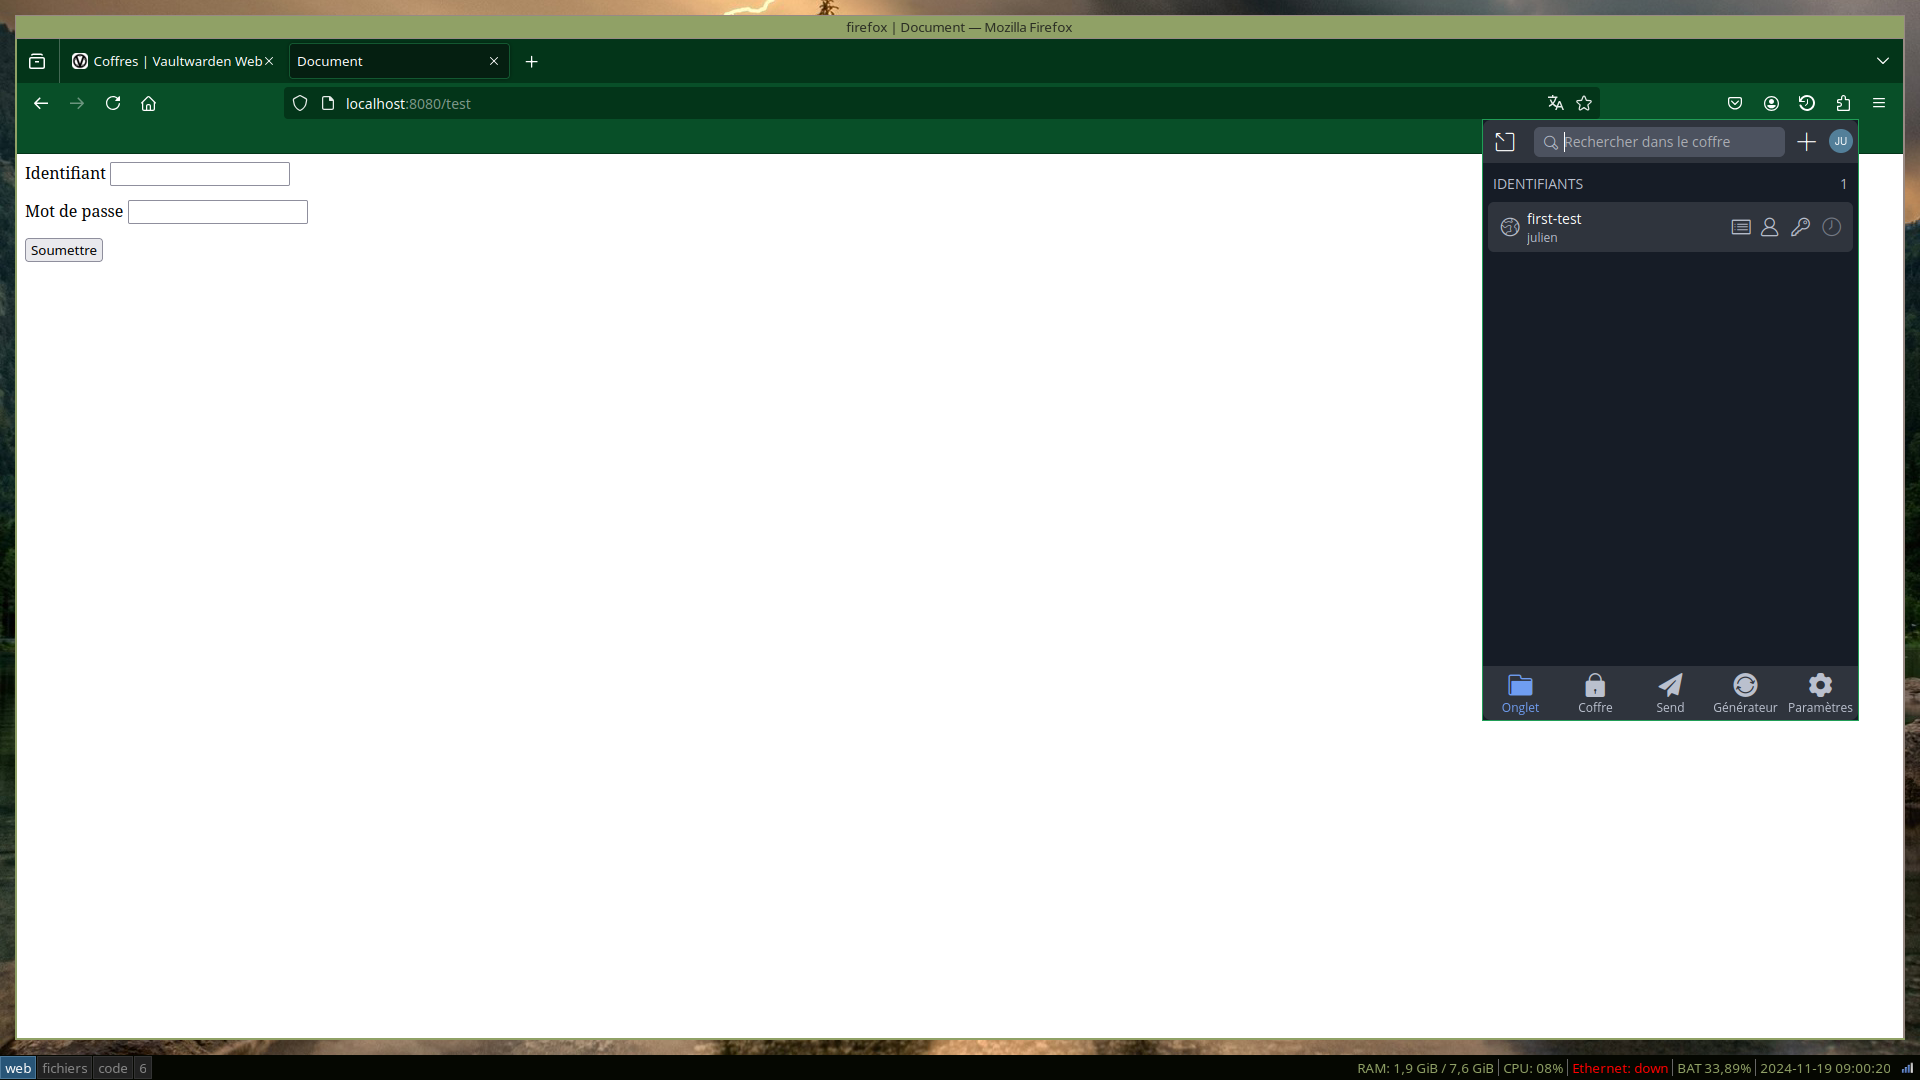 firefox | Document — Mozilla Firefox
Coffres | Vaultwarden Web
Document
localhost:8080/test
Rechercher dans le coffre
JU
Identifiant
Mot de passe
Soumettre
IDENTIFIANTS
1
first-test
julien
Onglet
Coffre
Send
Générateur
Paramètres
web
fichiers
code
6
RAM: 1,9 GiB / 7,6 GiB | CPU: 08% | Ethernet: down | BAT 33,89% | 2024-11-19 09:00:20